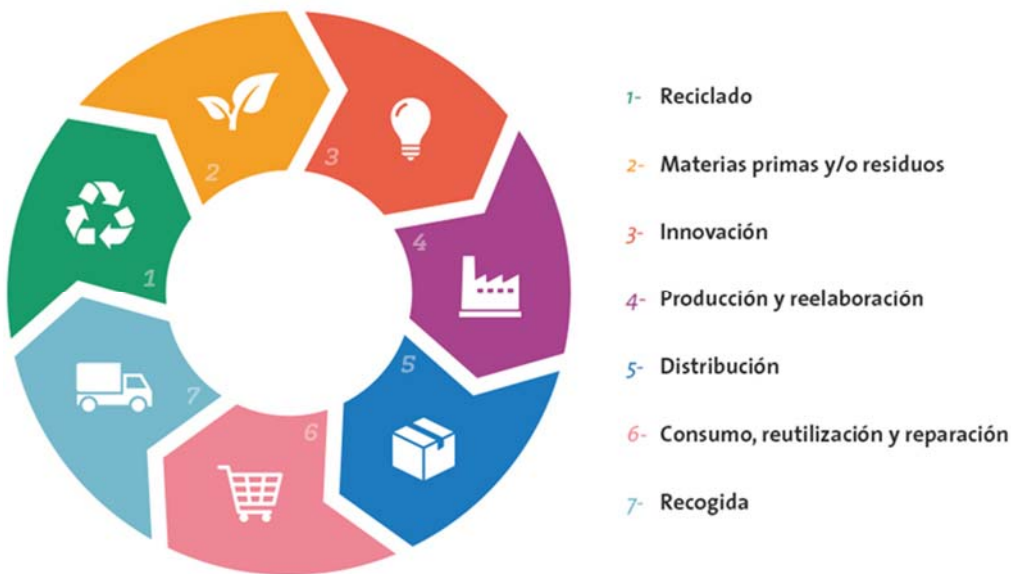 2
3
1
4
7
5
6
1- Reciclado
2- Materias primas y/o residuos
3- Innovación
4- Producción y reelaboración
5- Distribución
6- Consumo, reutilización y reparación
7- Recogida